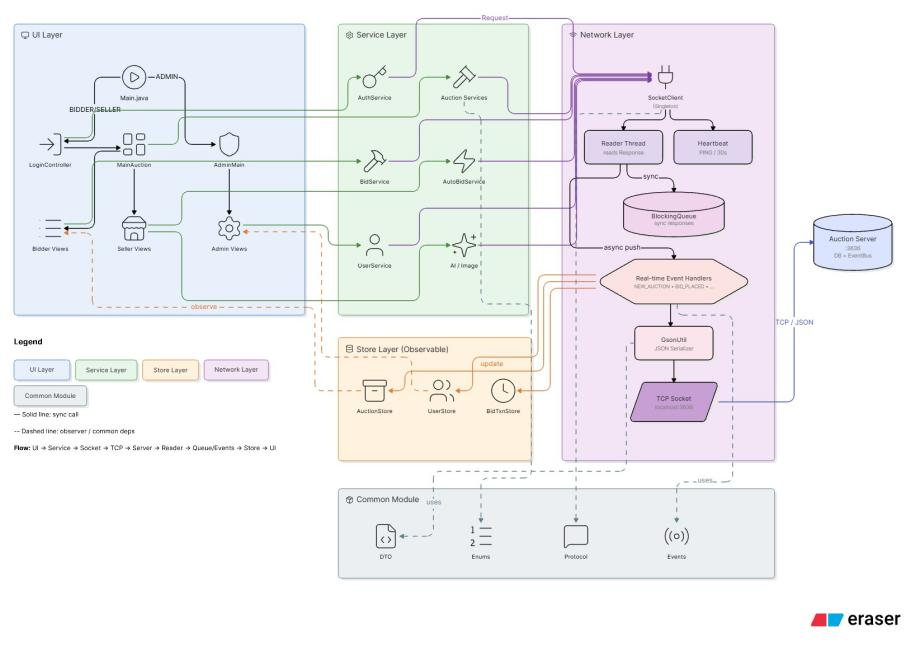 Request
UI Layer
Service Layer
Network Layer
ADMIN
Main.java
AuthService
Auction Services
SocketClient
(Singleton)
BIDDER/SELLER
LoginController
MainAuction
AdminMain
BidService
AutoBidService
Reader Thread
reads Response
Heartbeat
PING / 30s
sync
BlockingQueue
sync responses
Bidder Views
Seller Views
Admin Views
UserService
AI / Image
async push
Auction Server
:3636
DB + EventBus
Real-time Event Handlers
NEW_AUCTION • BID_PLACED • ...
observe
TCP / JSON
Legend
UI Layer
Service Layer
Store Layer
Network Layer
Common Module
— Solid line: sync call
-- Dashed line: observer / common deps
Flow: UI → Service → Socket → TCP → Server → Reader → Queue/Events → Store → UI
Store Layer (Observable)
update
AuctionStore
UserStore
BidTxnStore
GsonUtil
JSON Serializer
TCP Socket
localhost:3636
uses
Common Module
uses
DTO
1
2
Enums
Protocol
Events
eraser